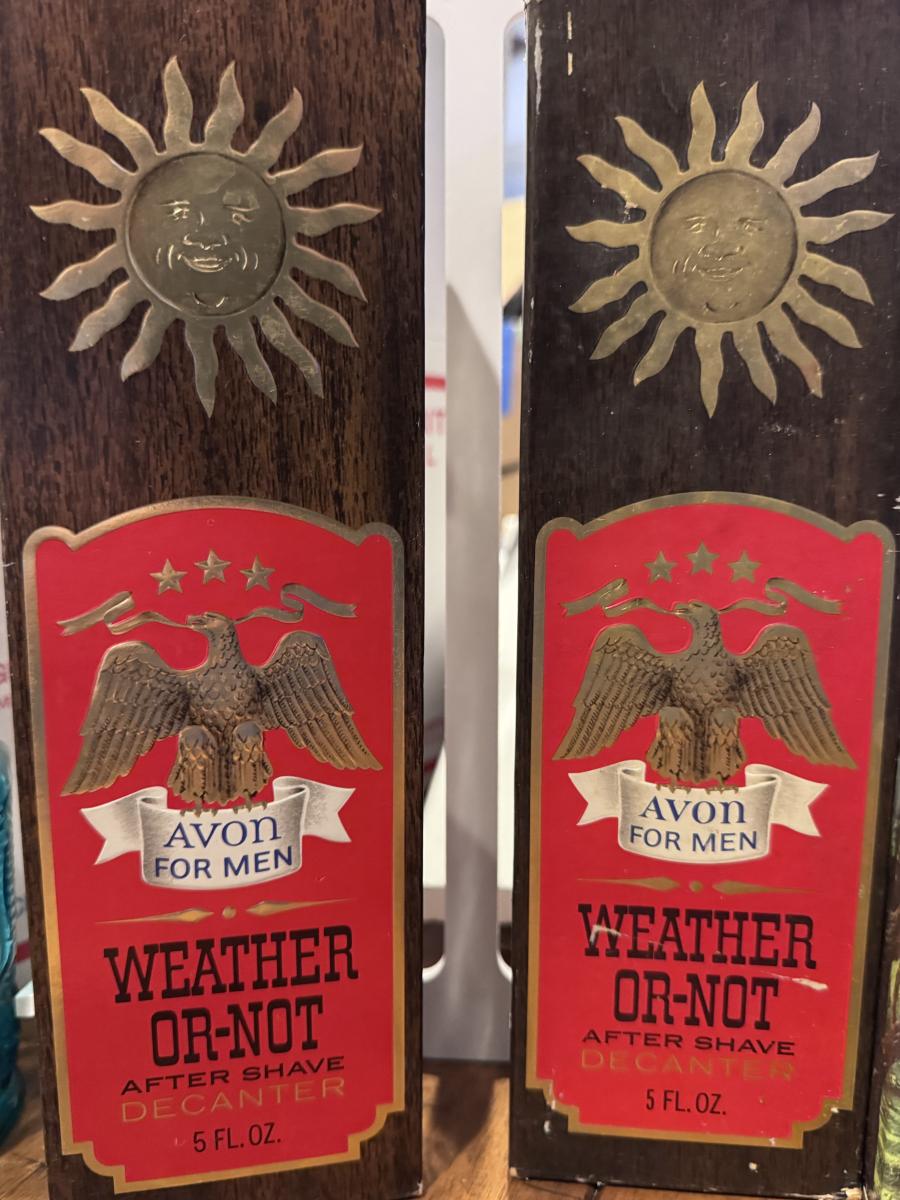 Avon
FOR MEN
WEATHER
OR-NOT
AFTER SHAVE
DECANTER
5 FL. OZ.
Avon
FOR MEN
WEATHER
OR-NOT
AFTER SHAVE
DECANTER
5 FL. OZ.